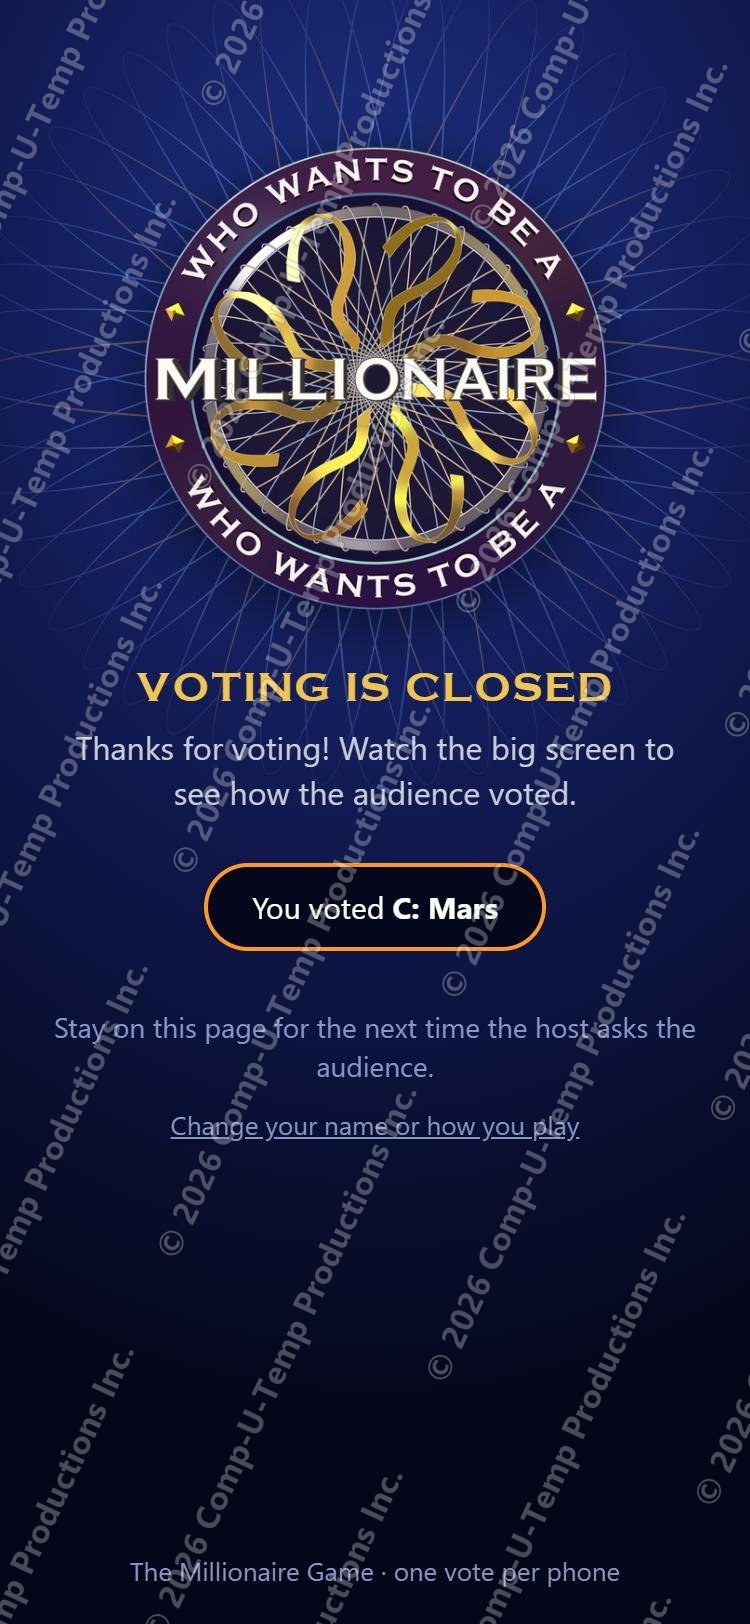 WHO WANTS TO BE A
MILLIONAIRE
WHO WANTS TO BE A
VOTING IS CLOSED
Thanks for voting! Watch the big screen to
see how the audience voted.
You voted C: Mars
Stay on this page for the next time the host asks the
audience.
Change your name or how you play
The Millionaire Game · one vote per phone
© 2026 Comp-U-Temp Productions Inc.